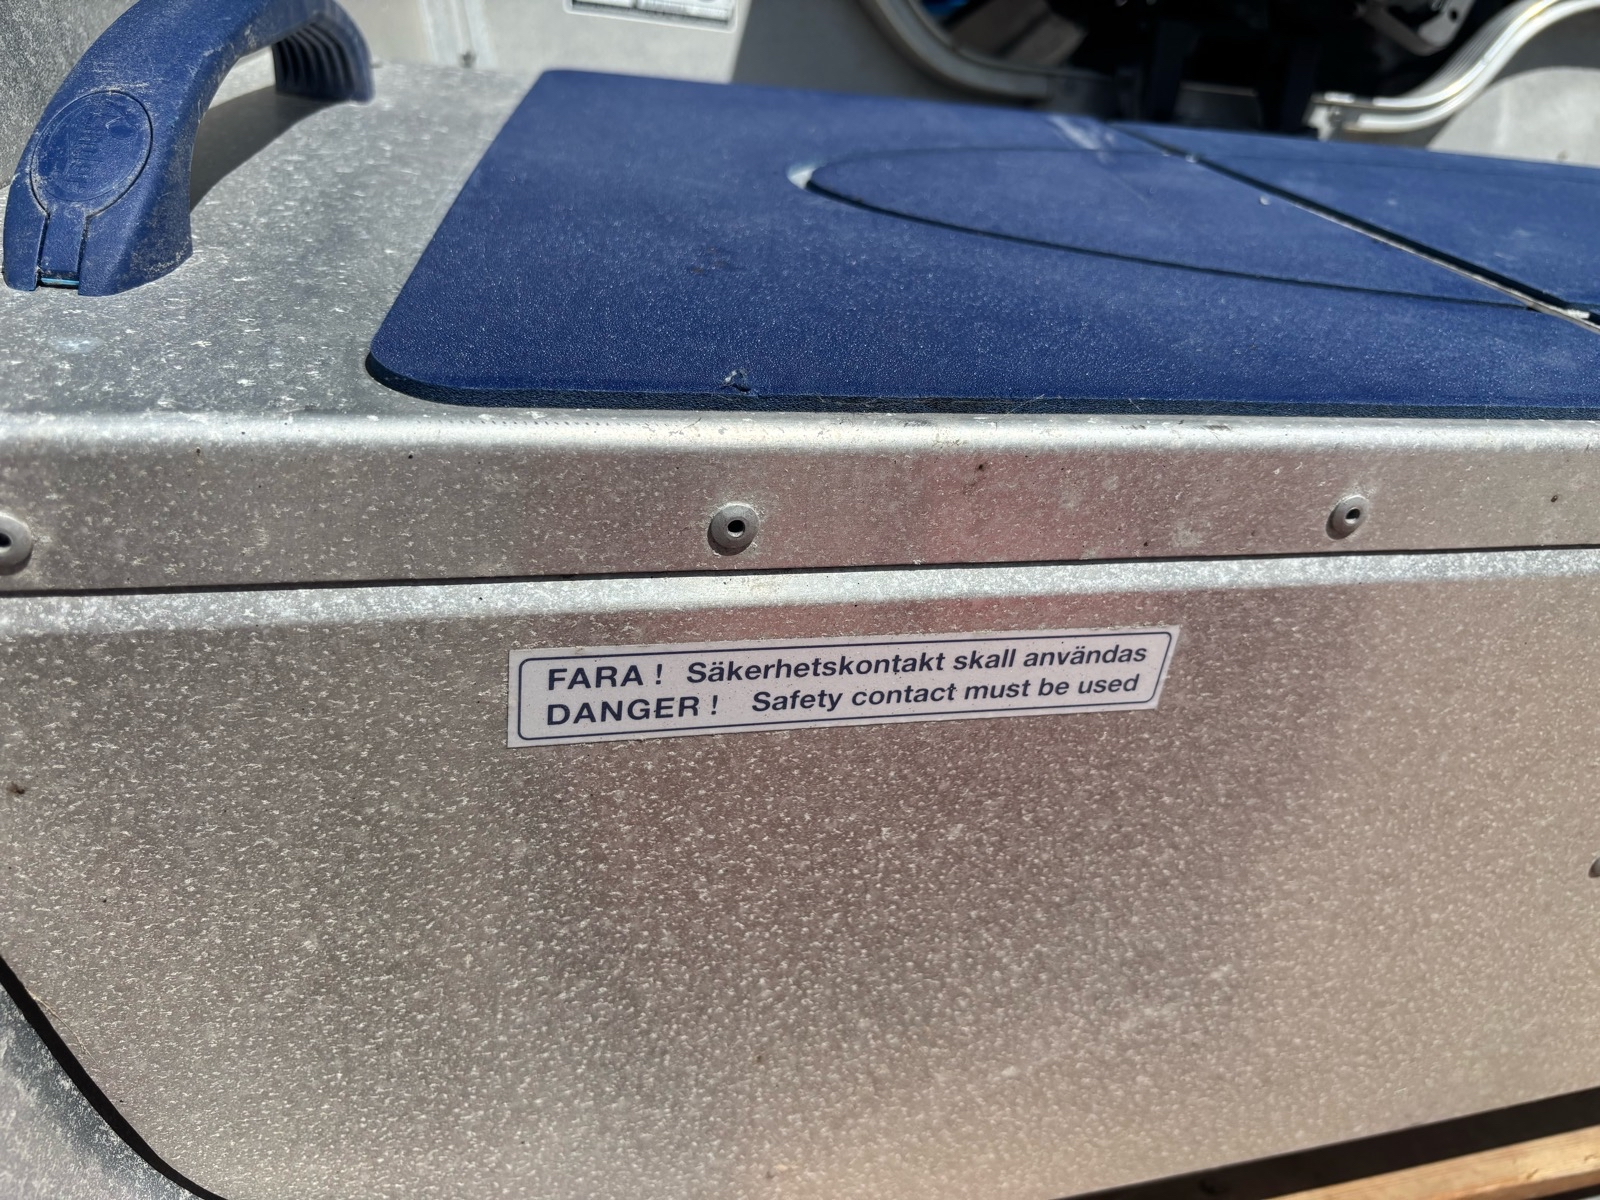 FARA ! Säkerhetskontakt skall användas
DANGER ! Safety contact must be used